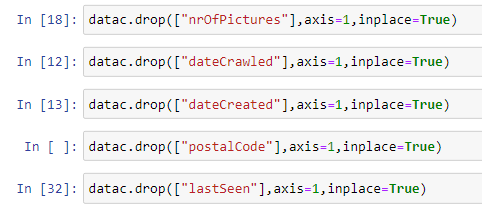 In [18]: datac.drop(["nrOfPictures"],axis=1,inplace=True)
In [12]: datac.drop(["dateCrawled"],axis=1,inplace=True)
In [13]: datac.drop(["dateCreated"],axis=1,inplace=True)
In [ ]: datac.drop(["postalCode"],axis=1,inplace=True)
In [32]: datac.drop(["lastSeen"],axis=1,inplace=True)